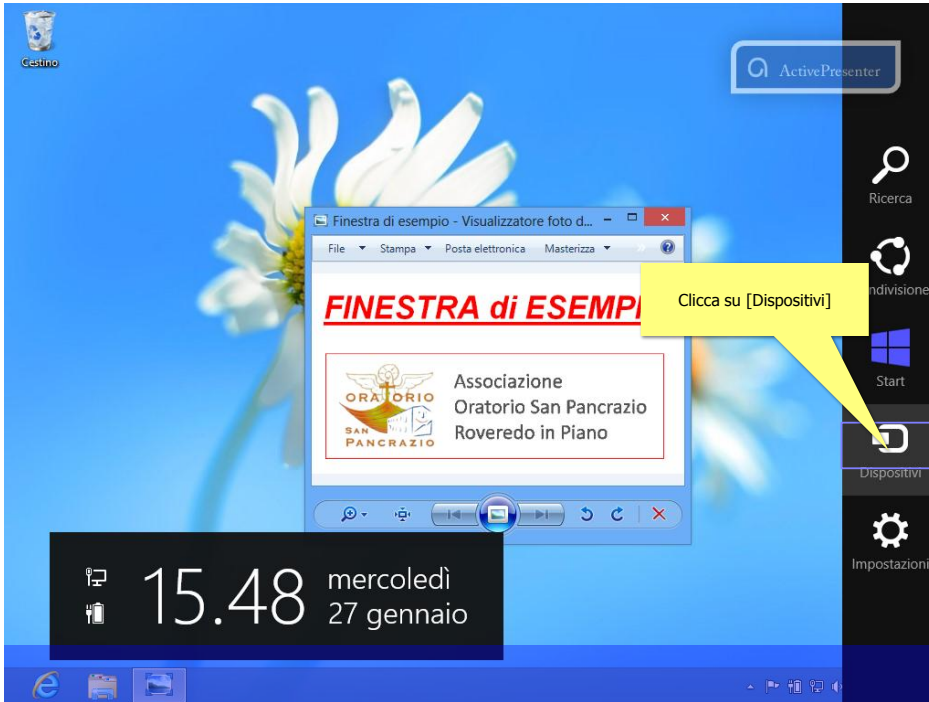 Cestino
ActivePresenter
Ricerca
Finestra di esempio - Visualizzatore foto d...
File Stampa Posta elettronica Masterizza
FINESTRA di ESEMPI
Clicca su [Dispositivi]
ndivisione
Start
ORATORIO
SAN
PANCRAZIO
Associazione
Oratorio San Pancrazio
Roveredo in Piano
Dispositivi
Impostazioni
15.48
mercoledì
27 gennaio